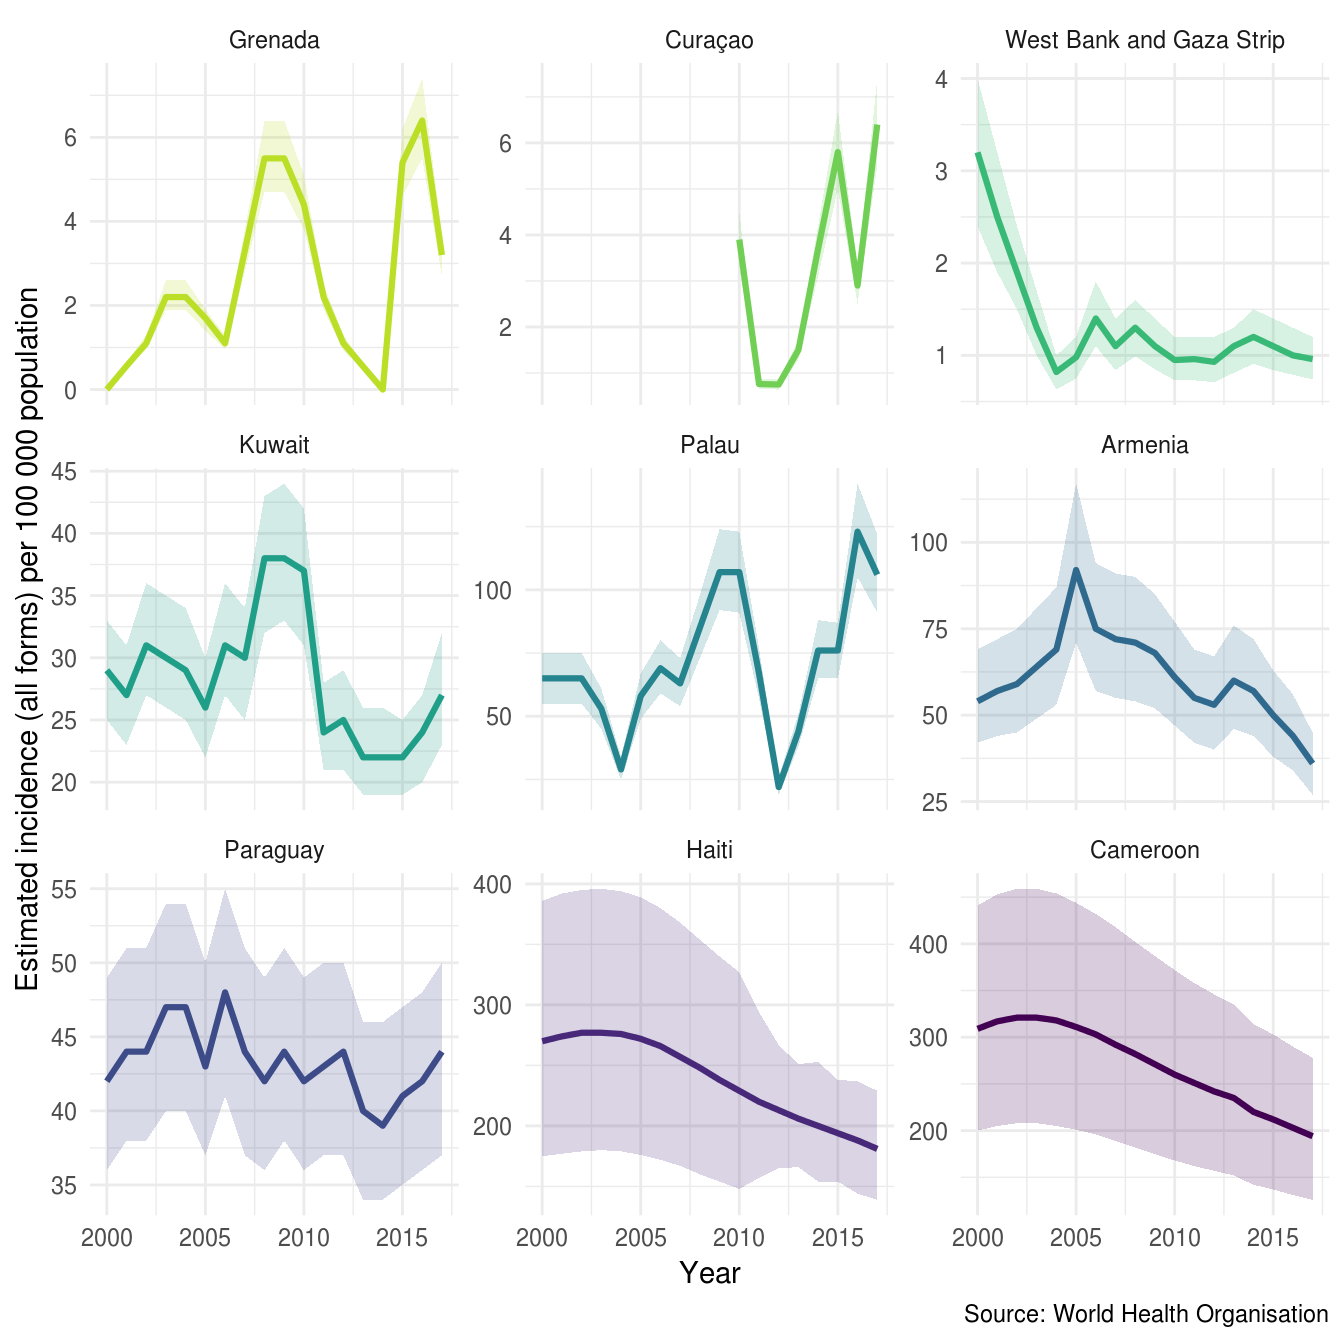 Grenada
Curaçao
West Bank and Gaza Strip
0
2
4
6
2
4
6
1
2
3
4
Kuwait
Palau
Armenia
20
25
30
35
40
45
50
100
25
50
75
100
Paraguay
Haiti
Cameroon
35
40
45
50
55
200
300
400
200
300
400
2000 2005 2010 2015
2000 2005 2010 2015
2000 2005 2010 2015
Estimated incidence (all forms) per 100 000 population
Year
Source: World Health Organisation